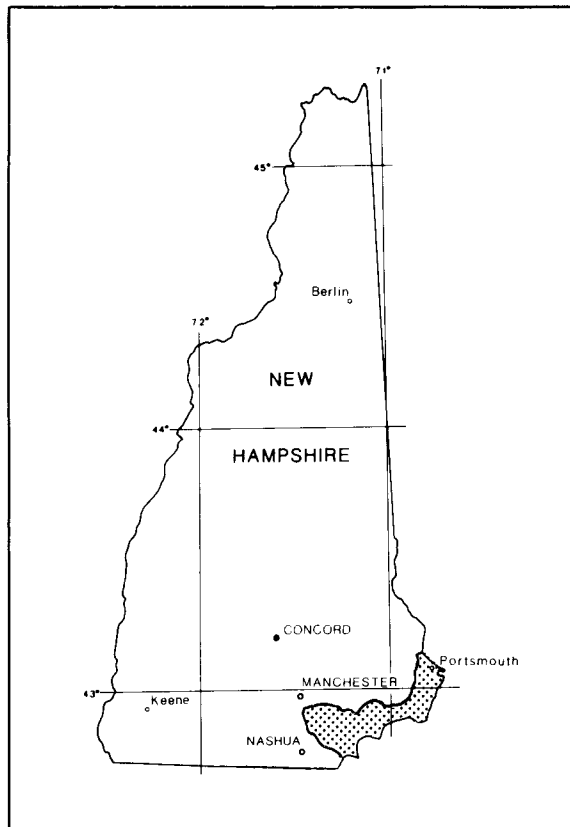 71°
45°
Berlin
72°
NEW
44°
HAMPSHIRE
CONCORD
Portsmouth
MANCHESTER
43°
Keene
NASHUA